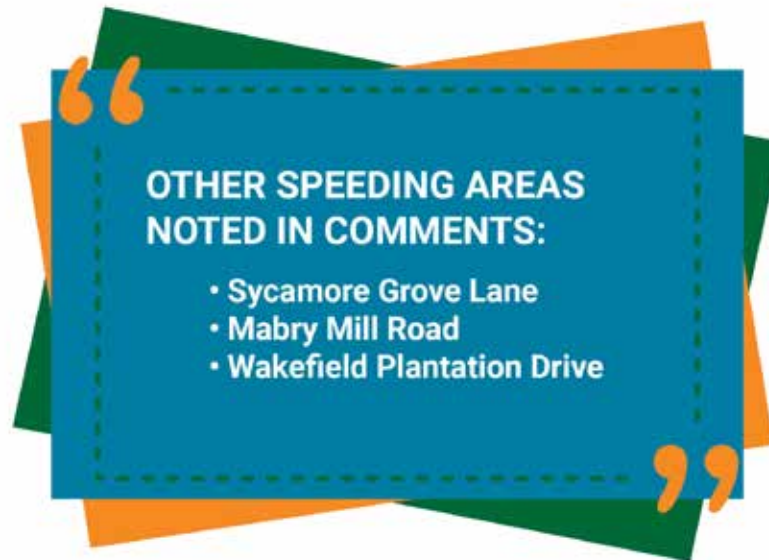 OTHER SPEEDING AREAS
NOTED IN COMMENTS:
• Sycamore Grove Lane
• Mabry Mill Road
• Wakefield Plantation Drive